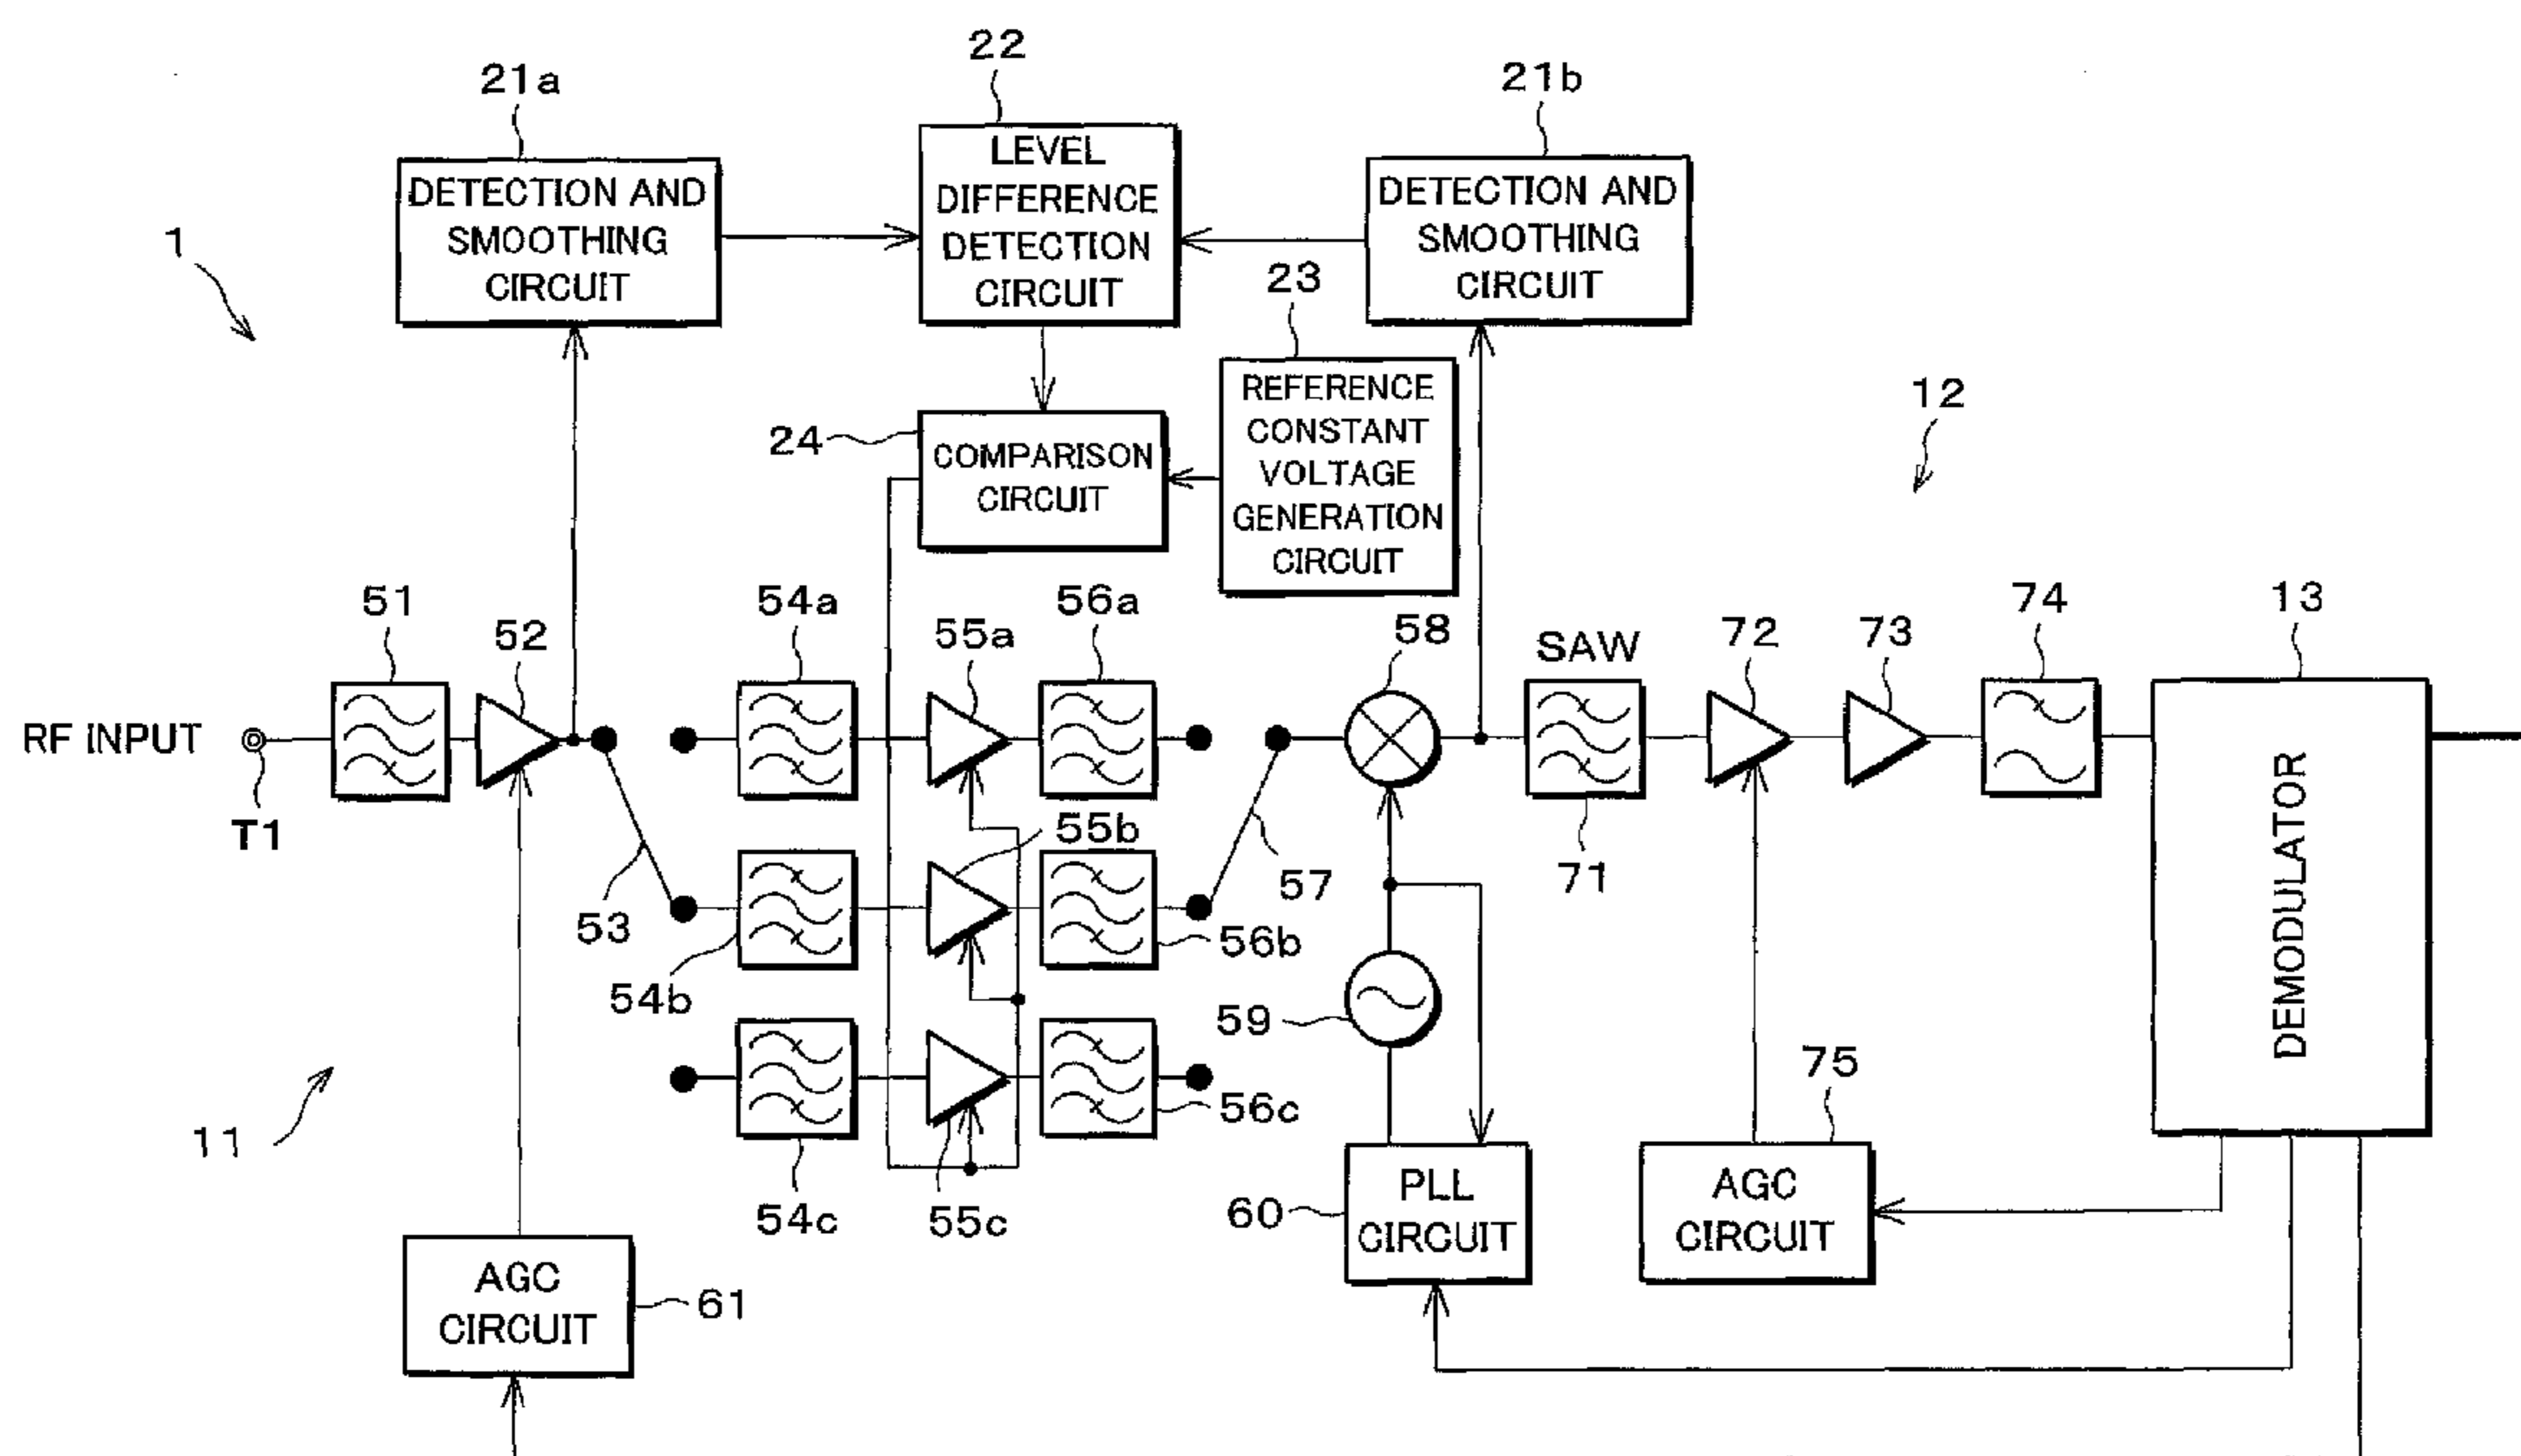 22
21a
21b
LEVEL
DIFFERENCE
DETECTION
CIRCUIT
DETECTION AND
SMOOTHING
CIRCUIT
DETECTION AND
SMOOTHING
CIRCUIT
1
23
REFERENCE
CONSTANT
VOLTAGE
GENERATION
CIRCUIT
12
24
COMPARISON
CIRCUIT
51
52
54a
55a
56a
58
SAW
72
73
74
13
RF INPUT
T1
53
55b
57
71
DEMODULATOR
54b
56b
59
11
54c
55c
56c
60
PLL
CIRCUIT
75
AGC
CIRCUIT
AGC
CIRCUIT
61